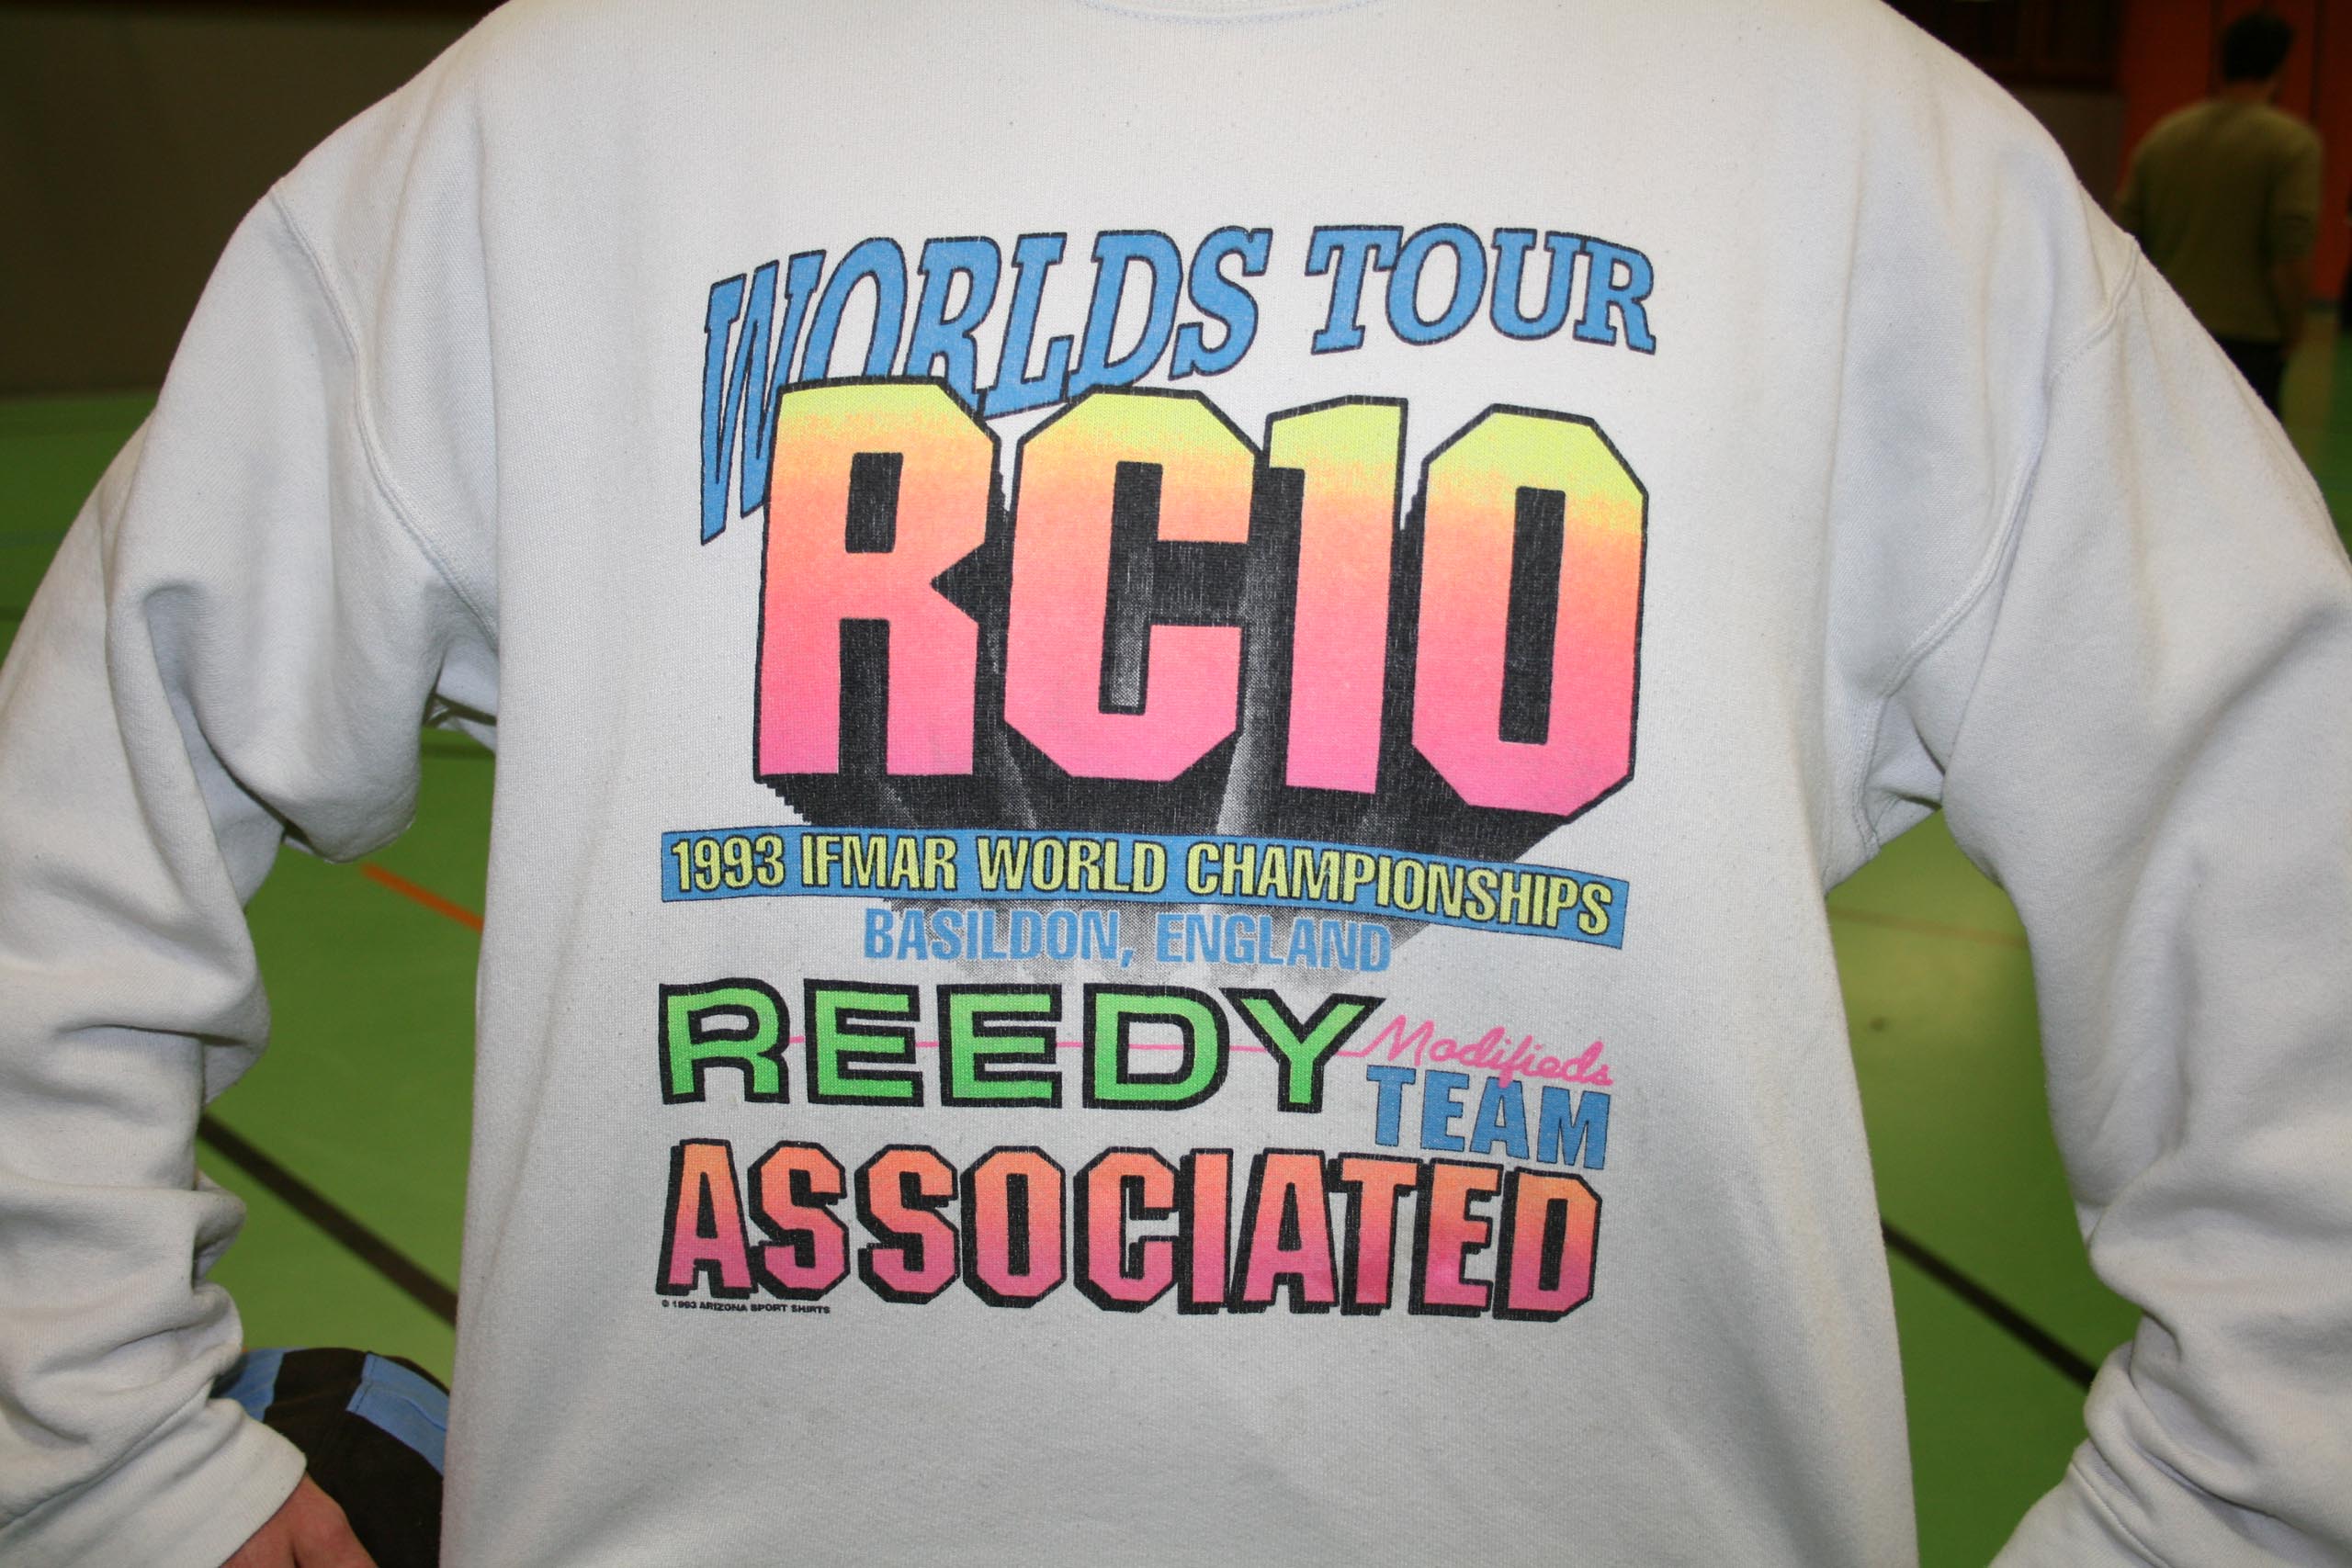 WORLDS TOUR
RC10
1993 IFMAR WORLD CHAMPIONSHIPS
BASILDON, ENGLAND
REEDY Modifieds
TEAM
ASSOCIATED
© 1993 ARIZONA SPORT SHIRTS